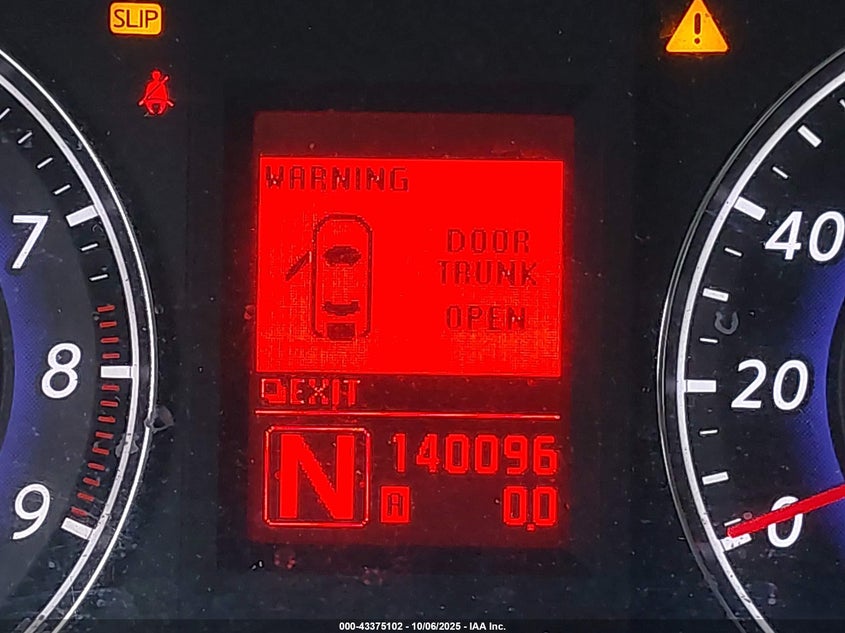 SLIP
WARNING
DOOR
TRUNK
OPEN
EXIT
N
140096
A
0.0
7
8
9
40
20
0
000-43375102 - 10/06/2025 - IAA Inc.